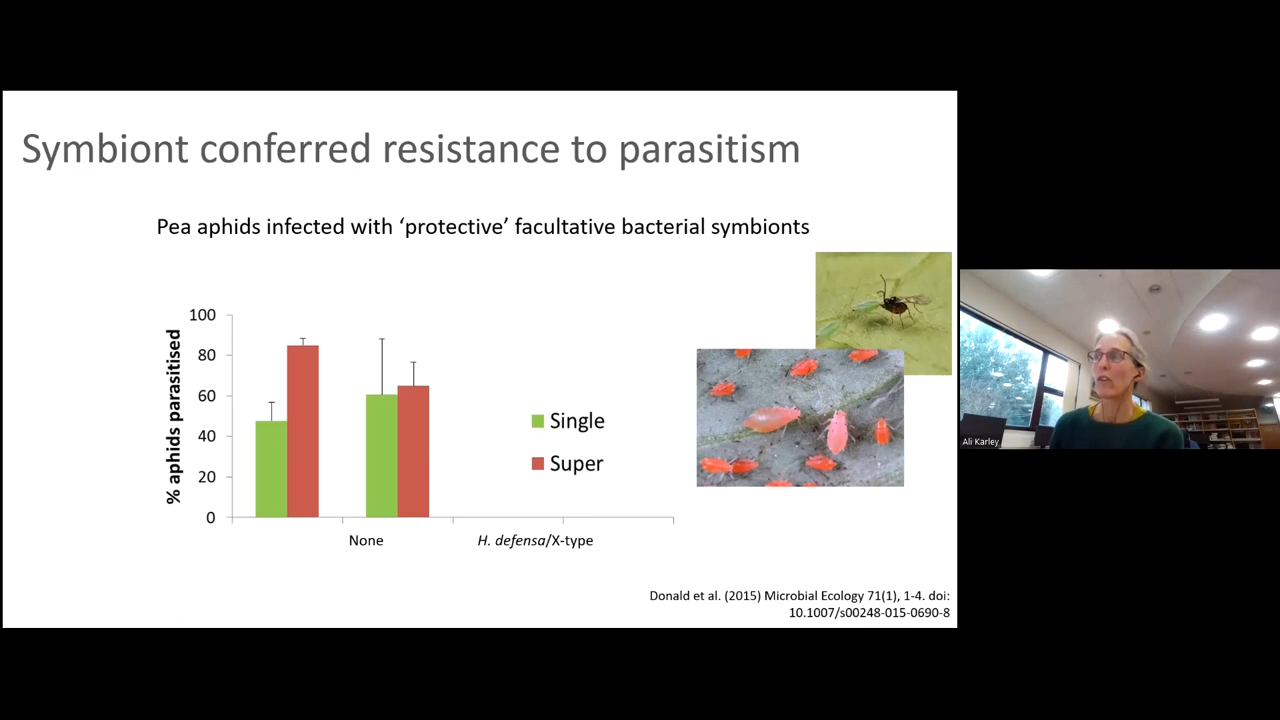 Symbiont conferred resistance to parasitism
Pea aphids infected with ‘protective’ facultative bacterial symbionts
% aphids parasitised
100
80
60
40
20
0
None
H. defensa/X-type
Single
Super
Donald et al. (2015) Microbial Ecology 71(1), 1-4. doi:
10.1007/s00248-015-0690-8
Ali Karley